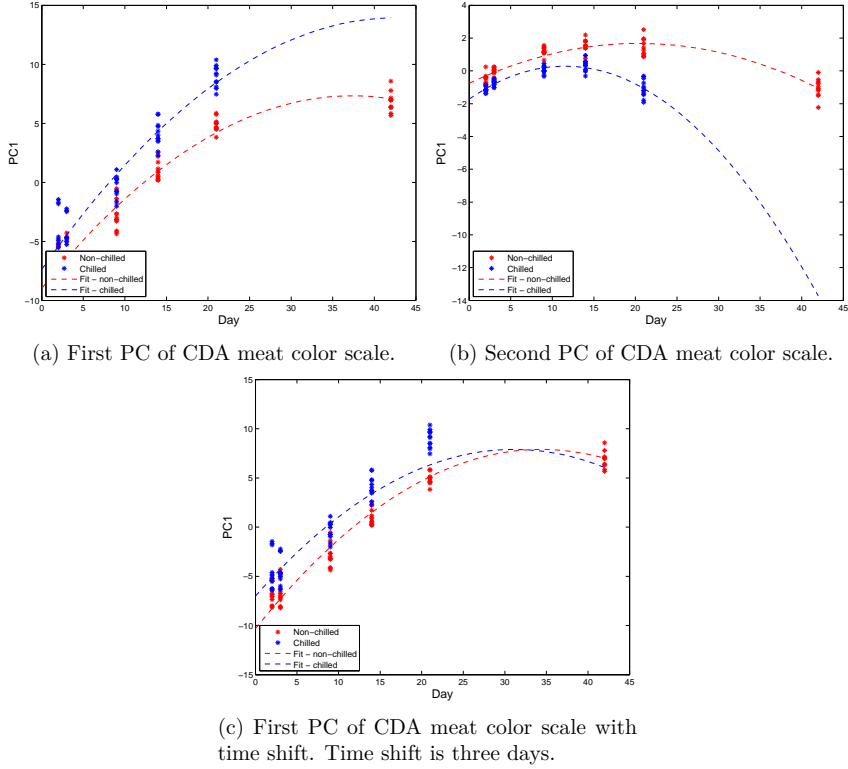 15
10
5
0
−5
−10
PC1
0 5 10 15 20 25 30 35 40 45
Day
Non−chilled
Chilled
Fit − non−chilled
Fit − chilled
(a) First PC of CDA meat color scale.
4
2
0
−2
−4
−6
−8
−10
−12
−14
PC1
0 5 10 15 20 25 30 35 40 45
Day
Non−chilled
Chilled
Fit − non−chilled
Fit − chilled
(b) Second PC of CDA meat color scale.
15
10
5
0
−5
−10
−15
PC1
0 5 10 15 20 25 30 35 40 45
Day
Non−chilled
Chilled
Fit − non−chilled
Fit − chilled
(c) First PC of CDA meat color scale with
time shift. Time shift is three days.